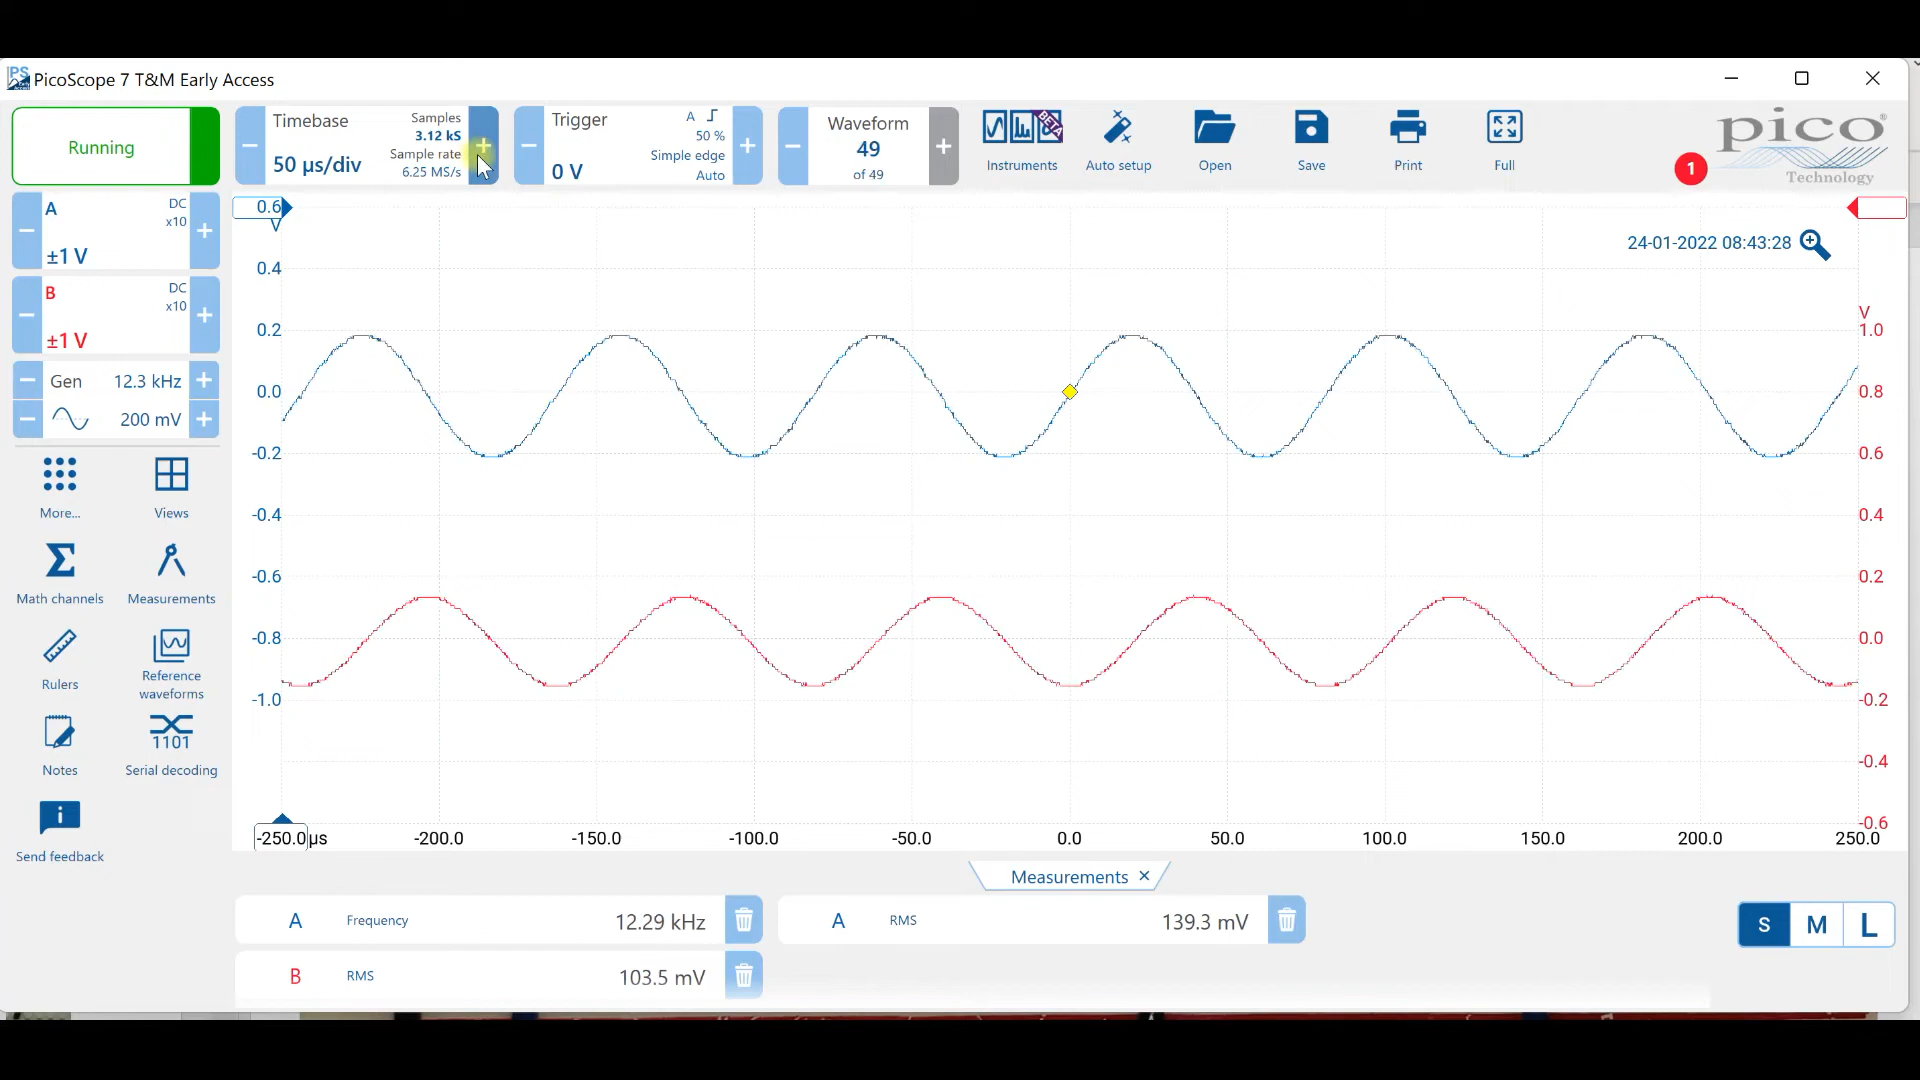 PS PicoScope 7 T&M Early Access
Running
Timebase
50 µs/div
Samples
3.12 kS
Sample rate
6.25 MS/s
Trigger
0 V
A
50 %
Simple edge
Auto
Waveform
49
of 49
BETA
Instruments
Auto setup
Open
Save
Print
Full
1
pico
Technology
A
DC
x10
±1 V
B
DC
x10
±1 V
Gen 12.3 kHz
200 mV
More...
Views
Math channels
Measurements
Rulers
Reference
waveforms
Notes
1101
Serial decoding
Send feedback
24-01-2022 08:43:28
0.6
V
0.4
0.2
0.0
-0.2
-0.4
-0.6
-0.8
-1.0
V
1.0
0.8
0.6
0.4
0.2
0.0
-0.2
-0.4
-0.6
-250.0 µs -200.0 -150.0 -100.0 -50.0 0.0 50.0 100.0 150.0 200.0 250.0
Measurements ×
A Frequency 12.29 kHz
A RMS 139.3 mV
B RMS 103.5 mV
S M L